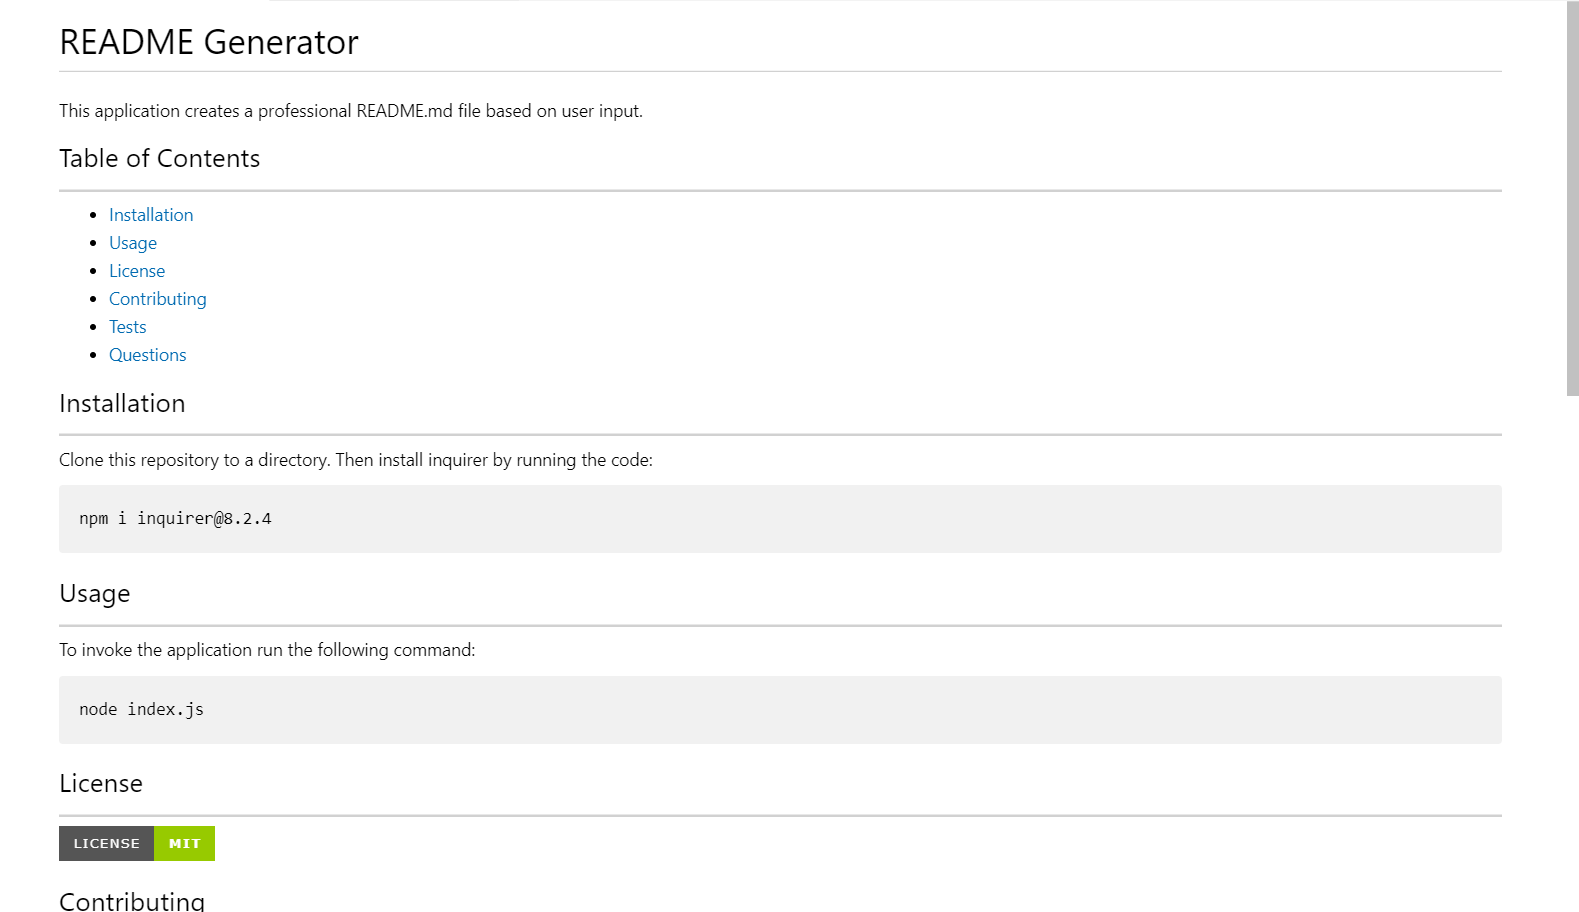 README Generator
This application creates a professional README.md file based on user input.
Table of Contents
Installation
Usage
License
Contributing
Tests
Questions
Installation
Clone this repository to a directory. Then install inquirer by running the code:
npm i inquirer@8.2.4
Usage
To invoke the application run the following command:
node index.js
License
LICENSE MIT
Contributing